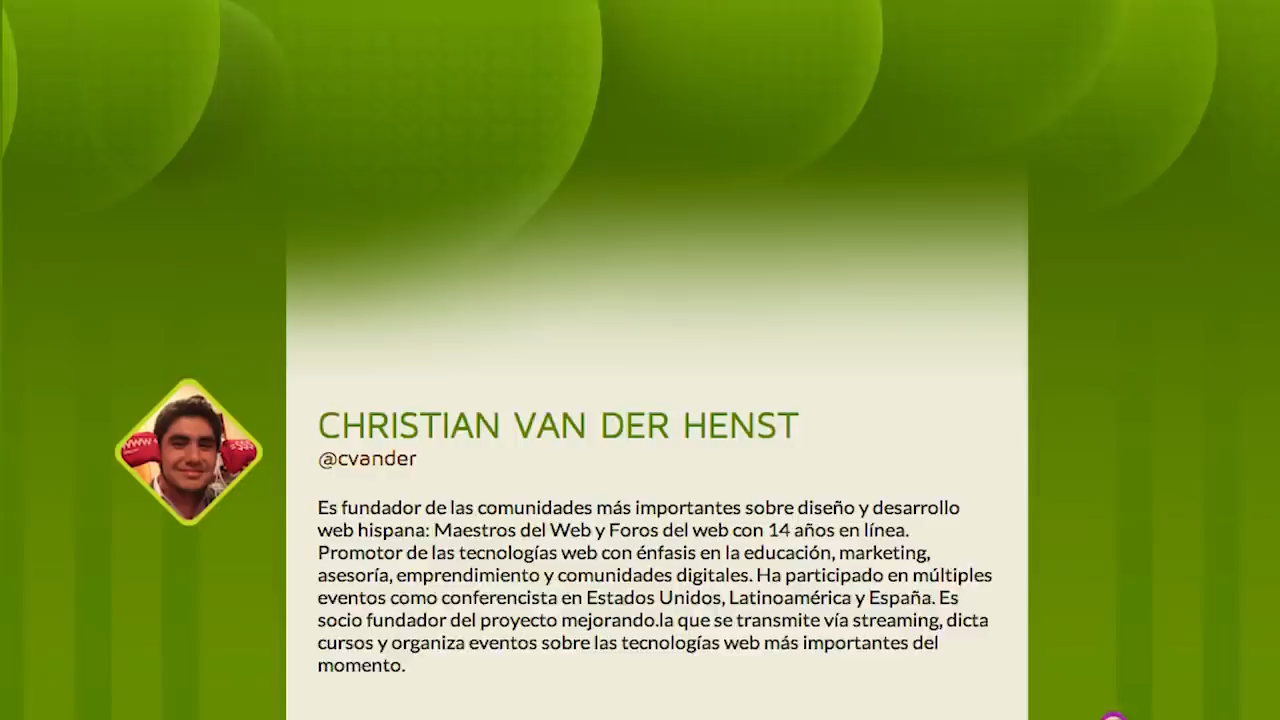 CHRISTIAN VAN DER HENST
@cvander
Es fundador de las comunidades más importantes sobre diseño y desarrollo
web hispana: Maestros del Web y Foros del web con 14 años en línea.
Promotor de las tecnologías web con énfasis en la educación, marketing,
asesoría, emprendimiento y comunidades digitales. Ha participado en múltiples
eventos como conferencista en Estados Unidos, Latinoamérica y España. Es
socio fundador del proyecto mejorando.la que se transmite vía streaming, dicta
cursos y organiza eventos sobre las tecnologías web más importantes del
momento.